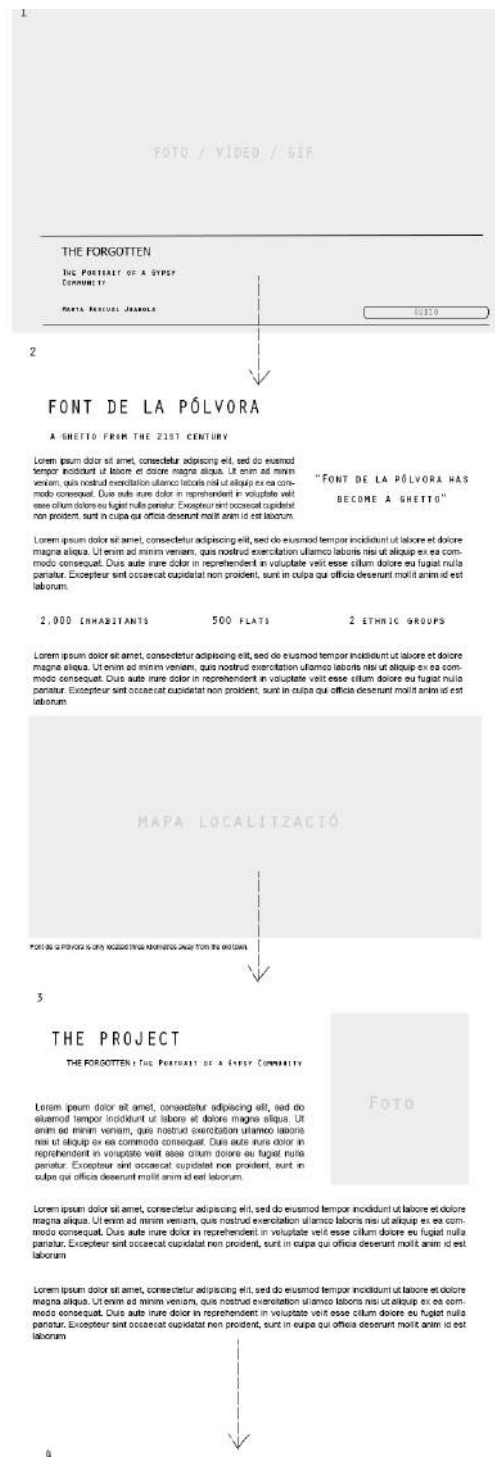 1
FOTO / VÍDEO / GIF
THE FORGOTTEN
The Portrait of a Gypsy
Community
Marta Pascual Juanola
AUDIO
2
FONT DE LA PÓLVORA
A GHETTO FROM THE 21ST CENTURY
Lorem ipsum dolor sit amet, consectetur adipiscing elit, sed do eiusmod
tempor incididunt ut labore et dolore magna aliqua. Ut enim ad minim
veniam, quis nostrud exercitation ullamco laboris nisi ut aliquip ex ea com-
modo consequat. Duis aute irure dolor in reprehenderit in voluptate velit
esse cillum dolore eu fugiat nulla pariatur. Excepteur sint occaecat cupidatat
non proident, sunt in culpa qui officia deserunt mollit anim id est laborum.
"Font de la Pólvora has
become a ghetto"
Lorem ipsum dolor sit amet, consectetur adipiscing elit, sed do eiusmod tempor incididunt ut labore et dolore
magna aliqua. Ut enim ad minim veniam, quis nostrud exercitation ullamco laboris nisi ut aliquip ex ea com-
modo consequat. Duis aute irure dolor in reprehenderit in voluptate velit esse cillum dolore eu fugiat nulla
pariatur. Excepteur sint occaecat cupidatat non proident, sunt in culpa qui officia deserunt mollit anim id est
laborum.
2,000 inhabitants
500 flats
2 ethnic groups
Lorem ipsum dolor sit amet, consectetur adipiscing elit, sed do eiusmod tempor incididunt ut labore et dolore
magna aliqua. Ut enim ad minim veniam, quis nostrud exercitation ullamco laboris nisi ut aliquip ex ea com-
modo consequat. Duis aute irure dolor in reprehenderit in voluptate velit esse cillum dolore eu fugiat nulla
pariatur. Excepteur sint occaecat cupidatat non proident, sunt in culpa qui officia deserunt mollit anim id est
laborum
MAPA LOCALITZACIÓ
Font de la Pólvora is only located three kilometres away from the old town.
3
THE PROJECT
THE FORGOTTEN: The Portrait of a Gypsy Community
Foto
Lorem ipsum dolor sit amet, consectetur adipiscing elit, sed do
eiusmod tempor incididunt ut labore et dolore magna aliqua. Ut
enim ad minim veniam, quis nostrud exercitation ullamco laboris
nisi ut aliquip ex ea commodo consequat. Duis aute irure dolor in
reprehenderit in voluptate velit esse cillum dolore eu fugiat nulla
pariatur. Excepteur sint occaecat cupidatat non proident, sunt in
culpa qui officia deserunt mollit anim id est laborum.
Lorem ipsum dolor sit amet, consectetur adipiscing elit, sed do eiusmod tempor incididunt ut labore et dolore
magna aliqua. Ut enim ad minim veniam, quis nostrud exercitation ullamco laboris nisi ut aliquip ex ea com-
modo consequat. Duis aute irure dolor in reprehenderit in voluptate velit esse cillum dolore eu fugiat nulla
pariatur. Excepteur sint occaecat cupidatat non proident, sunt in culpa qui officia deserunt mollit anim id est
laborum
Lorem ipsum dolor sit amet, consectetur adipiscing elit, sed do eiusmod tempor incididunt ut labore et dolore
magna aliqua. Ut enim ad minim veniam, quis nostrud exercitation ullamco laboris nisi ut aliquip ex ea com-
modo consequat. Duis aute irure dolor in reprehenderit in voluptate velit esse cillum dolore eu fugiat nulla
pariatur. Excepteur sint occaecat cupidatat non proident, sunt in culpa qui officia deserunt mollit anim id est
laborum
4